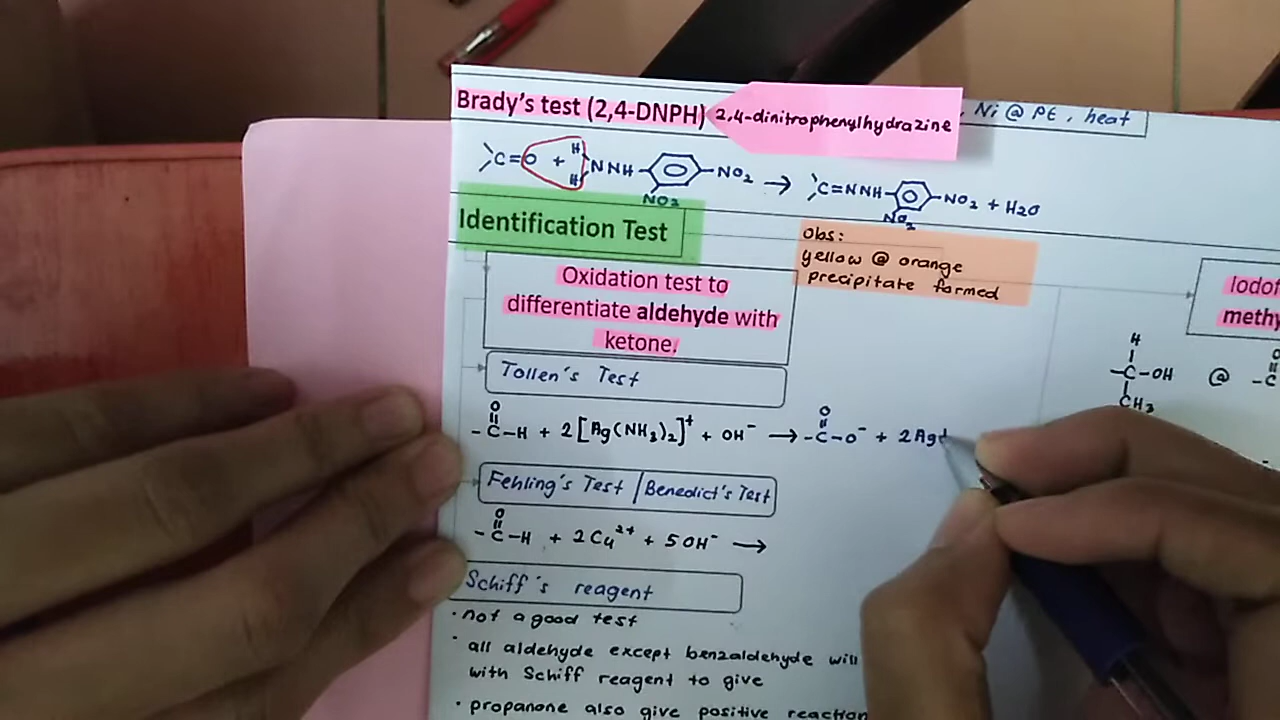 Brady's test (2,4-DNPH) 2,4-dinitrophenylhydrazine
, Ni @ Pt, heat
C=O + H H NNH- -NO2 NO2 → C=NNH- -NO2 NO2 + H2O
Identification Test
Obs:
yellow @ orange
precipitate formed
Oxidation test to
differentiate aldehyde with
ketone.
Iodof
methy
Tollen's Test
H
-C-OH @ -C
CH3
O
O
-C-H + 2[Ag(NH3)2]+ + OH- → -C-O- + 2Ag
Fehling's Test / Benedict's Test
O
-C-H + 2Cu2+ + 5OH- →
Schiff's reagent
• not a good test
• all aldehyde except benzaldehyde will
with Schiff reagent to give
• propanone also give positive reaction